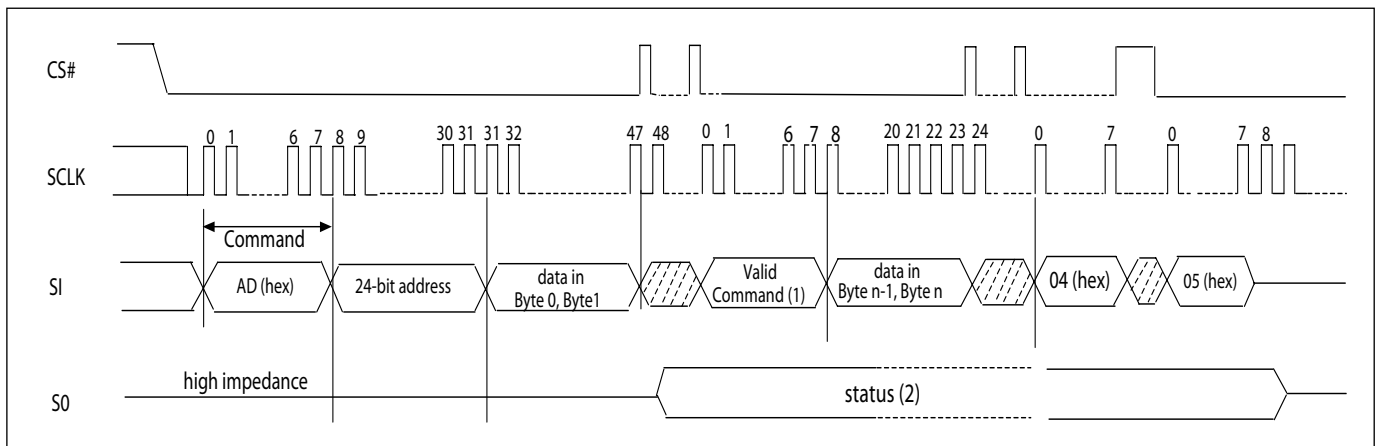 CS#
0 1 6 7 8 9 30 31 31 32 47 48 0 1 6 7 8 20 21 22 23 24 0 7 0 7 8
SCLK
Command
SI
AD (hex)
24-bit address
data in
Byte 0, Byte1
Valid
Command (1)
data in
Byte n-1, Byte n
04 (hex)
05 (hex)
high impedance
S0
status (2)